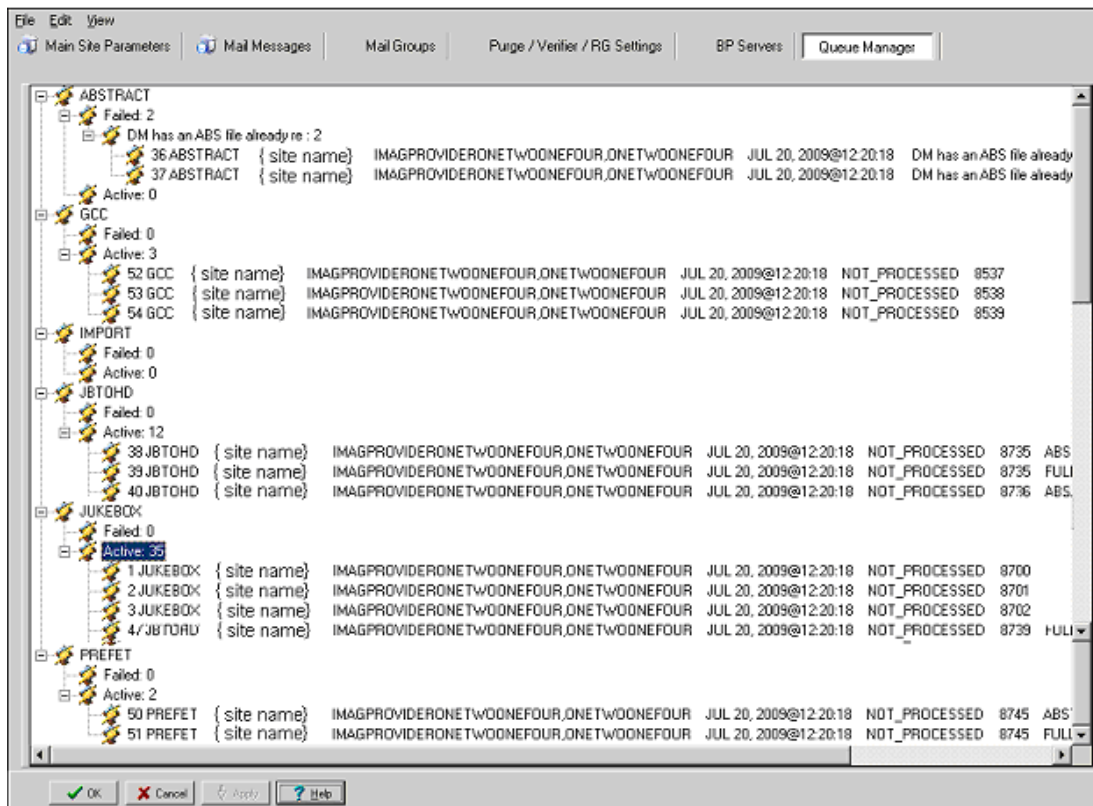 File Edit View
Main Site Parameters Mail Messages Mail Groups Purge / Verifier / RG Settings BP Servers Queue Manager
ABSTRACT
Failed: 2
DM has an ABS file already re : 2
36 ABSTRACT { site name} IMAGPROVIDERONETWOONEFOUR,ONETWOONEFOUR JUL 20, 2009@12:20:18 DM has an ABS file already
37 ABSTRACT { site name} IMAGPROVIDERONETWOONEFOUR,ONETWOONEFOUR JUL 20, 2009@12:20:18 DM has an ABS file already
Active: 0
GCC
Failed: 0
Active: 3
52 GCC { site name} IMAGPROVIDERONETWOONEFOUR,ONETWOONEFOUR JUL 20, 2009@12:20:18 NOT_PROCESSED 8537
53 GCC { site name} IMAGPROVIDERONETWOONEFOUR,ONETWOONEFOUR JUL 20, 2009@12:20:18 NOT_PROCESSED 8538
54 GCC { site name} IMAGPROVIDERONETWOONEFOUR,ONETWOONEFOUR JUL 20, 2009@12:20:18 NOT_PROCESSED 8539
IMPORT
Failed: 0
Active: 0
JBTOHD
Failed: 0
Active: 12
38 JBTOHD { site name} IMAGPROVIDERONETWOONEFOUR,ONETWOONEFOUR JUL 20, 2009@12:20:18 NOT_PROCESSED 8735 ABS
39 JBTOHD { site name} IMAGPROVIDERONETWOONEFOUR,ONETWOONEFOUR JUL 20, 2009@12:20:18 NOT_PROCESSED 8735 FULL
40 JBTOHD { site name} IMAGPROVIDERONETWOONEFOUR,ONETWOONEFOUR JUL 20, 2009@12:20:18 NOT_PROCESSED 8736 ABS
JUKEBOX
Failed: 0
Active: 35
1 JUKEBOX { site name} IMAGPROVIDERONETWOONEFOUR,ONETWOONEFOUR JUL 20, 2009@12:20:18 NOT_PROCESSED 8700
2 JUKEBOX { site name} IMAGPROVIDERONETWOONEFOUR,ONETWOONEFOUR JUL 20, 2009@12:20:18 NOT_PROCESSED 8701
3 JUKEBOX { site name} IMAGPROVIDERONETWOONEFOUR,ONETWOONEFOUR JUL 20, 2009@12:20:18 NOT_PROCESSED 8702
47 JBTOHD { site name} IMAGPROVIDERONETWOONEFOUR,ONETWOONEFOUR JUL 20, 2009@12:20:18 NOT_PROCESSED 8739 FULL
PREFET
Failed: 0
Active: 2
50 PREFET { site name} IMAGPROVIDERONETWOONEFOUR,ONETWOONEFOUR JUL 20, 2009@12:20:18 NOT_PROCESSED 8745 ABS
51 PREFET { site name} IMAGPROVIDERONETWOONEFOUR,ONETWOONEFOUR JUL 20, 2009@12:20:18 NOT_PROCESSED 8745 FULL
OK Cancel Apply Help